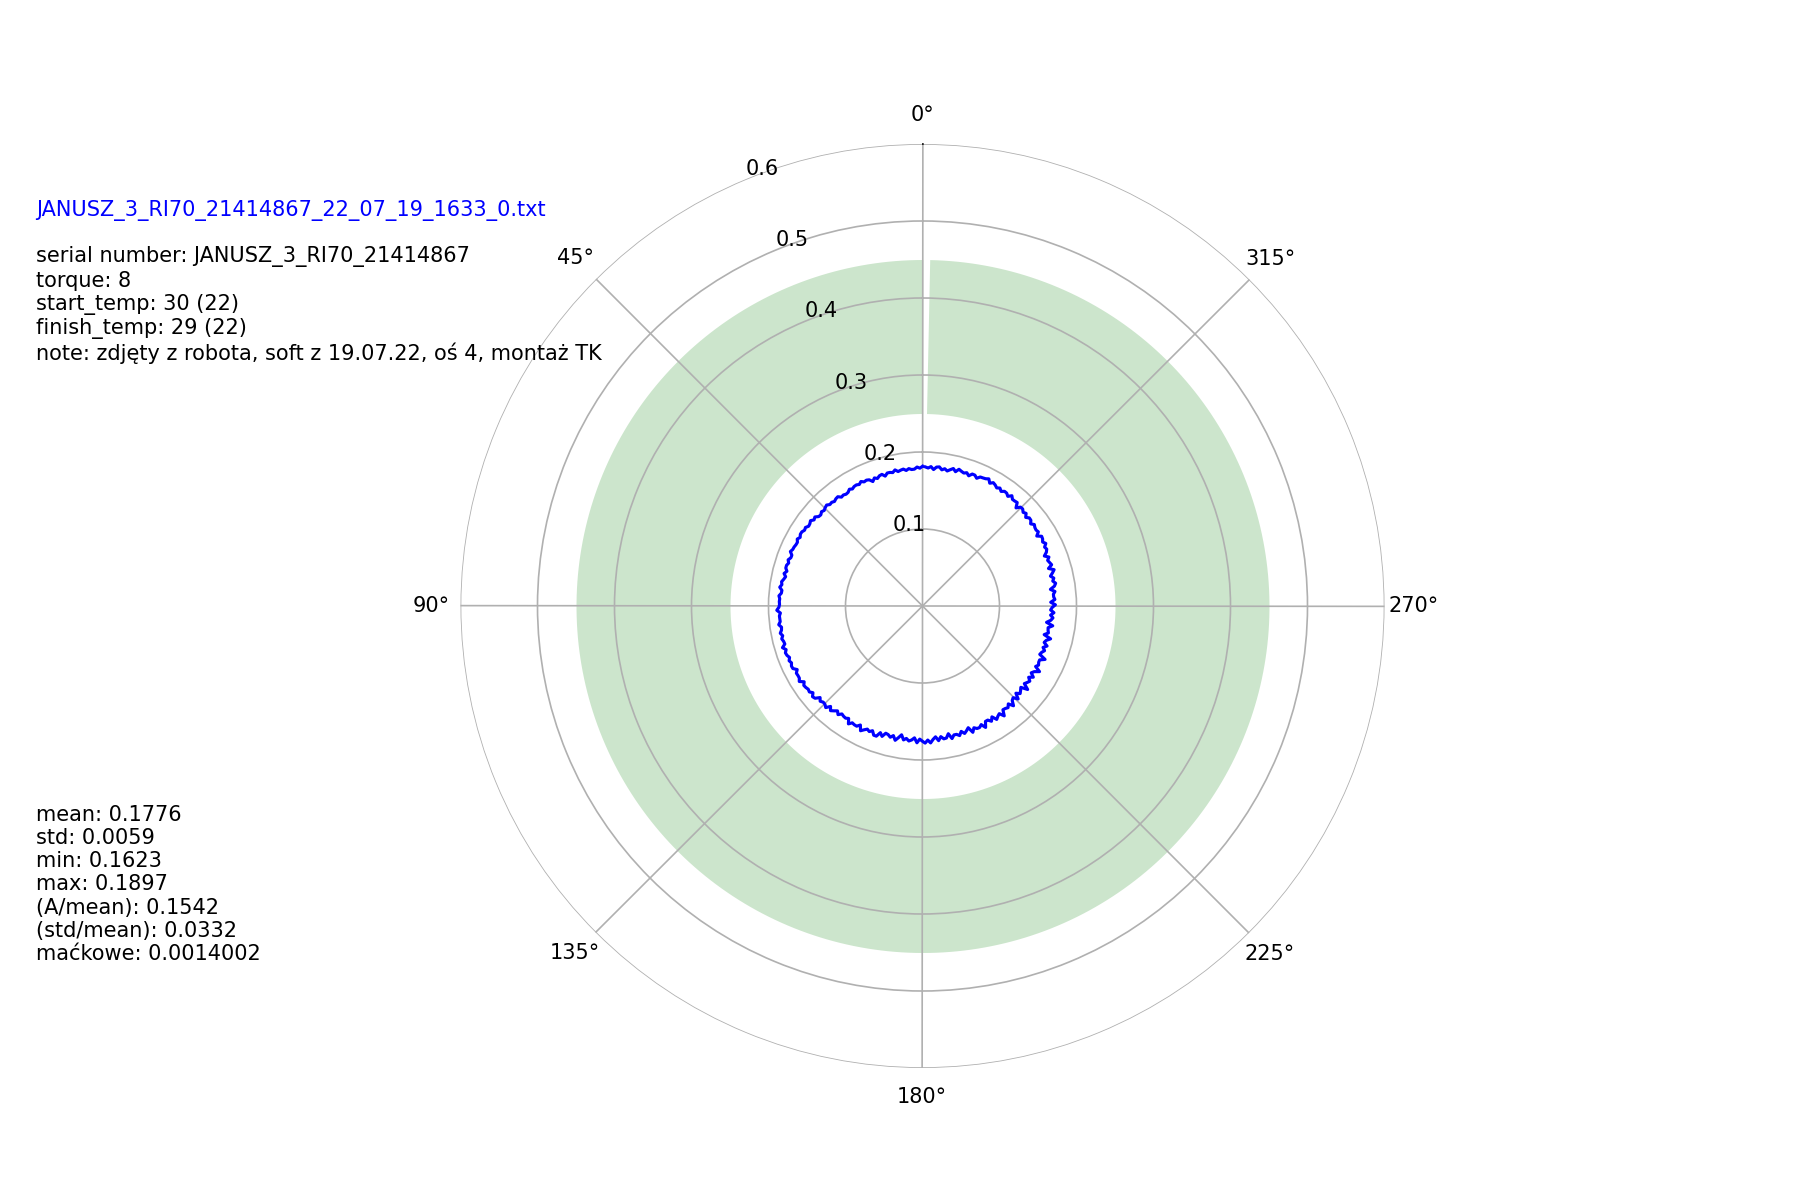 0°
0.6
JANUSZ_3_RI70_21414867_22_07_19_1633_0.txt
0.5
serial number: JANUSZ_3_RI70_21414867
45°
315°
torque: 8
start_temp: 30 (22)
0.4
finish_temp: 29 (22)
note: zdjęty z robota, soft z 19.07.22, oś 4, montaż TK
0.3
0.2
0.1
90°
270°
mean: 0.1776
std: 0.0059
min: 0.1623
max: 0.1897
(A/mean): 0.1542
(std/mean): 0.0332
maćkowe: 0.0014002
135°
225°
180°